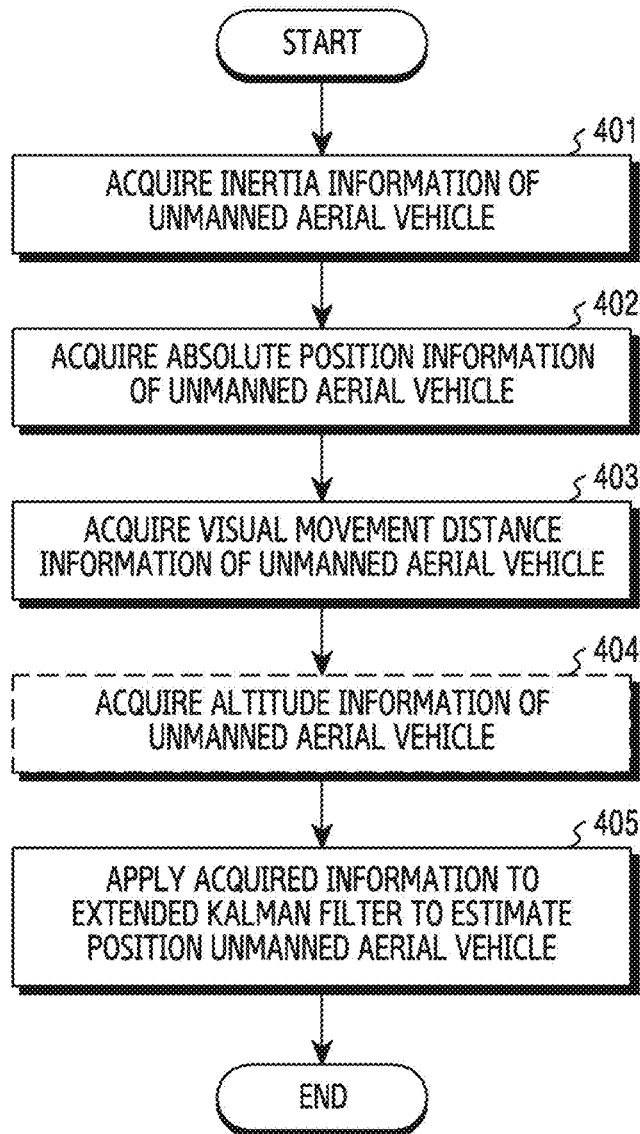 START
401
ACQUIRE INERTIA INFORMATION OF
UNMANNED AERIAL VEHICLE
402
ACQUIRE ABSOLUTE POSITION INFORMATION
OF UNMANNED AERIAL VEHICLE
403
ACQUIRE VISUAL MOVEMENT DISTANCE
INFORMATION OF UNMANNED AERIAL VEHICLE
404
ACQUIRE ALTITUDE INFORMATION OF
UNMANNED AERIAL VEHICLE
405
APPLY ACQUIRED INFORMATION TO
EXTENDED KALMAN FILTER TO ESTIMATE
POSITION UNMANNED AERIAL VEHICLE
END